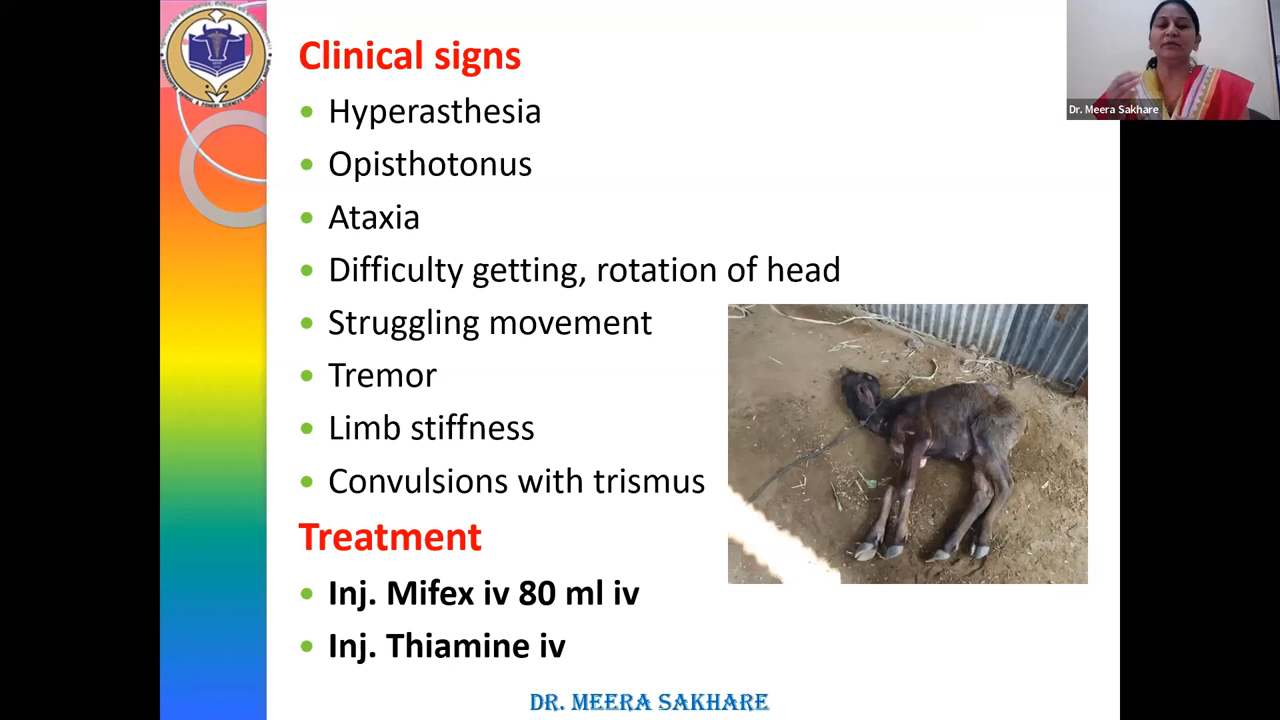 Clinical signs
Hyperasthesia
Opisthotonus
Ataxia
Difficulty getting, rotation of head
Struggling movement
Tremor
Limb stiffness
Convulsions with trismus
Treatment
Inj. Mifex iv 80 ml iv
Inj. Thiamine iv
DR. MEERA SAKHARE
Dr. Meera Sakhare